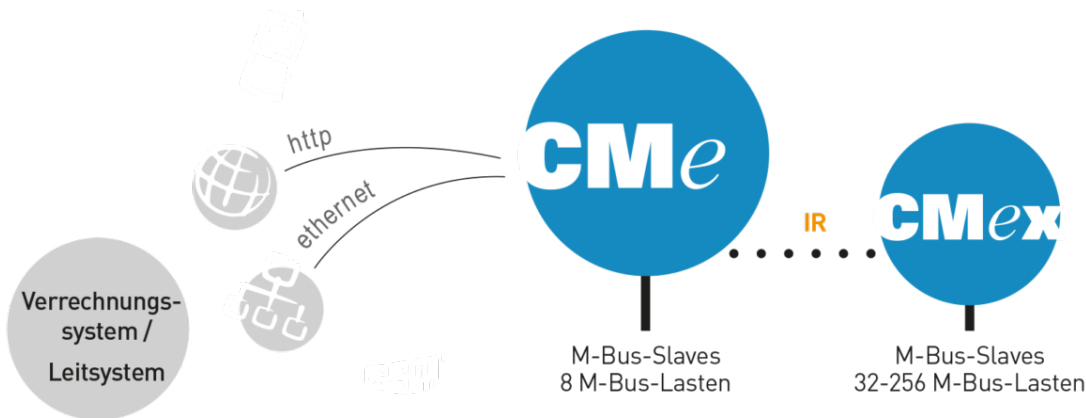 http
ethernet
Verrechnungs-
system /
Leitsystem
CMe
M-Bus-Slaves
8 M-Bus-Lasten
IR
CMex
M-Bus-Slaves
32-256 M-Bus-Lasten